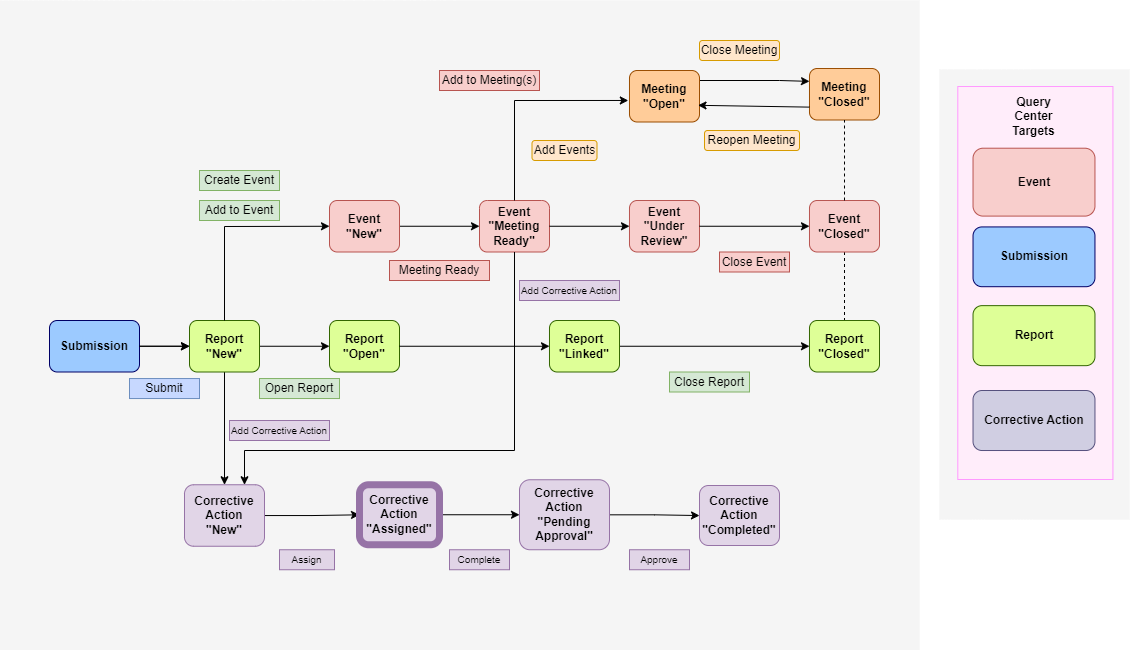 Close Meeting
Add to Meeting(s)
Meeting
"Open"
Meeting
"Closed"
Add Events
Reopen Meeting
Create Event
Add to Event
Event
"New"
Event
"Meeting
Ready"
Event
"Under
Review"
Event
"Closed"
Meeting Ready
Close Event
Add Corrective Action
Submission
Report
"New"
Report
"Open"
Report
"Linked"
Report
"Closed"
Submit
Open Report
Close Report
Add Corrective Action
Corrective
Action
"New"
Corrective
Action
"Assigned"
Corrective
Action
"Pending
Approval"
Corrective
Action
"Completed"
Assign
Complete
Approve
Query
Center
Targets
Event
Submission
Report
Corrective Action